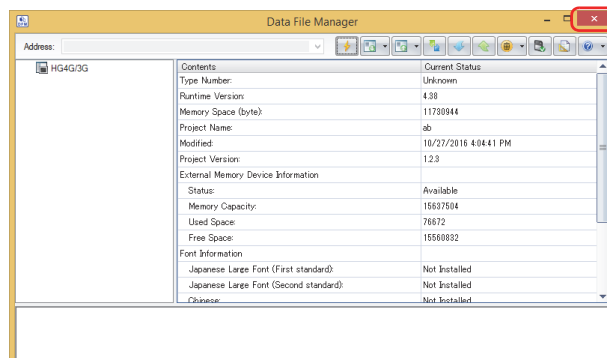 Data File Manager
Address:
HG4G/3G
Contents Current Status
Type Number: Unknown
Runtime Version: 4.38
Memory Space (byte): 11730944
Project Name: ab
Modified: 10/27/2016 4:04:41 PM
Project Version: 1.2.3
External Memory Device Information
Status: Available
Memory Capacity: 15637504
Used Space: 76672
Free Space: 15560832
Font Information
Japanese Large Font (First standard): Not Installed
Japanese Large Font (Second standard): Not Installed
Chinese: Not Installed